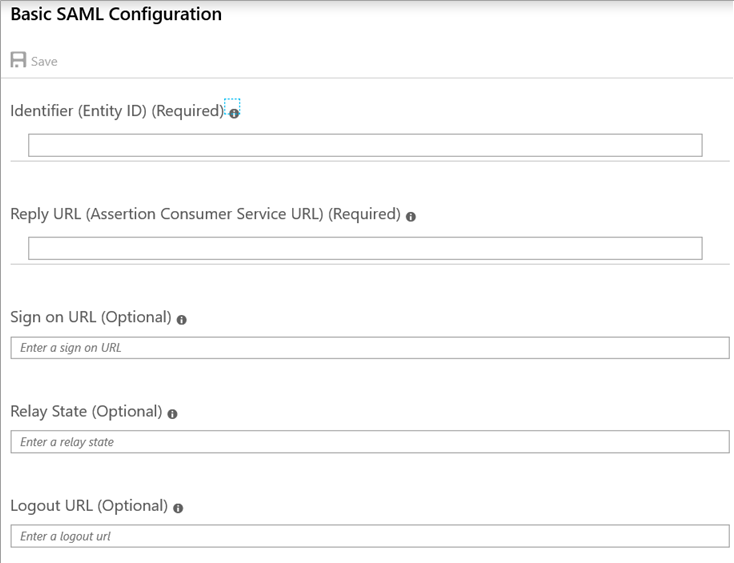 Basic SAML Configuration
Save
Identifier (Entity ID) (Required)
Reply URL (Assertion Consumer Service URL) (Required)
Sign on URL (Optional)
Enter a sign on URL
Relay State (Optional)
Enter a relay state
Logout URL (Optional)
Enter a logout url